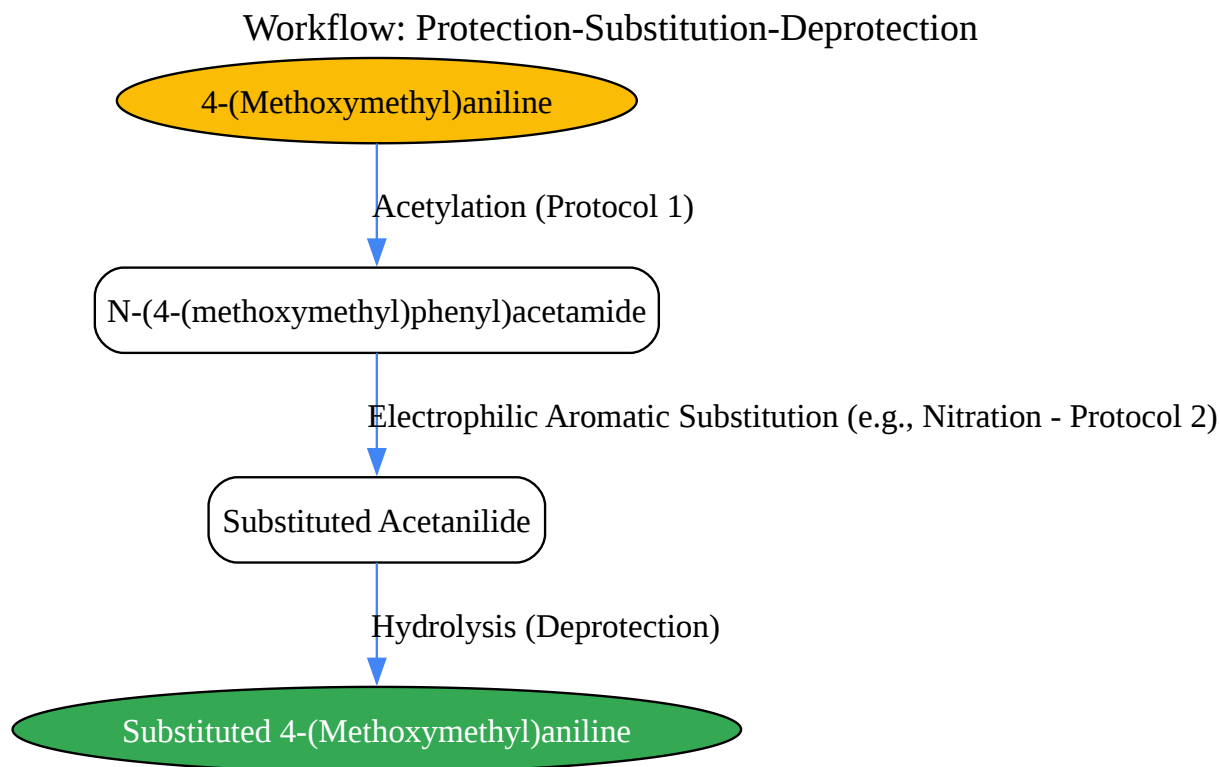 Workflow: Protection-Substitution-Deprotection
4-(Methoxymethyl)aniline
Acetylation (Protocol 1)
N-(4-(methoxymethyl)phenyl)acetamide
Electrophilic Aromatic Substitution (e.g., Nitration - Protocol 2)
Substituted Acetanilide
Hydrolysis (Deprotection)
Substituted 4-(Methoxymethyl)aniline